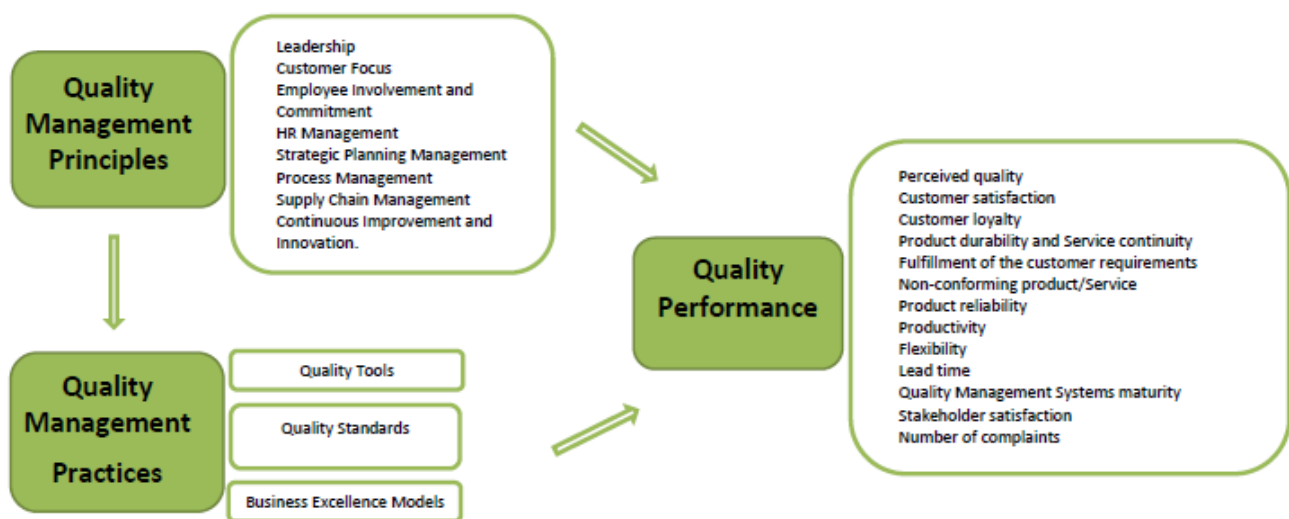 Quality
Management
Principles
Leadership
Customer Focus
Employee Involvement and
Commitment
HR Management
Strategic Planning Management
Process Management
Supply Chain Management
Continuous Improvement and
Innovation.
Quality
Management
Practices
Quality Tools
Quality Standards
Business Excellence Models
Quality
Performance
Perceived quality
Customer satisfaction
Customer loyalty
Product durability and Service continuity
Fulfillment of the customer requirements
Non-conforming product/Service
Product reliability
Productivity
Flexibility
Lead time
Quality Management Systems maturity
Stakeholder satisfaction
Number of complaints